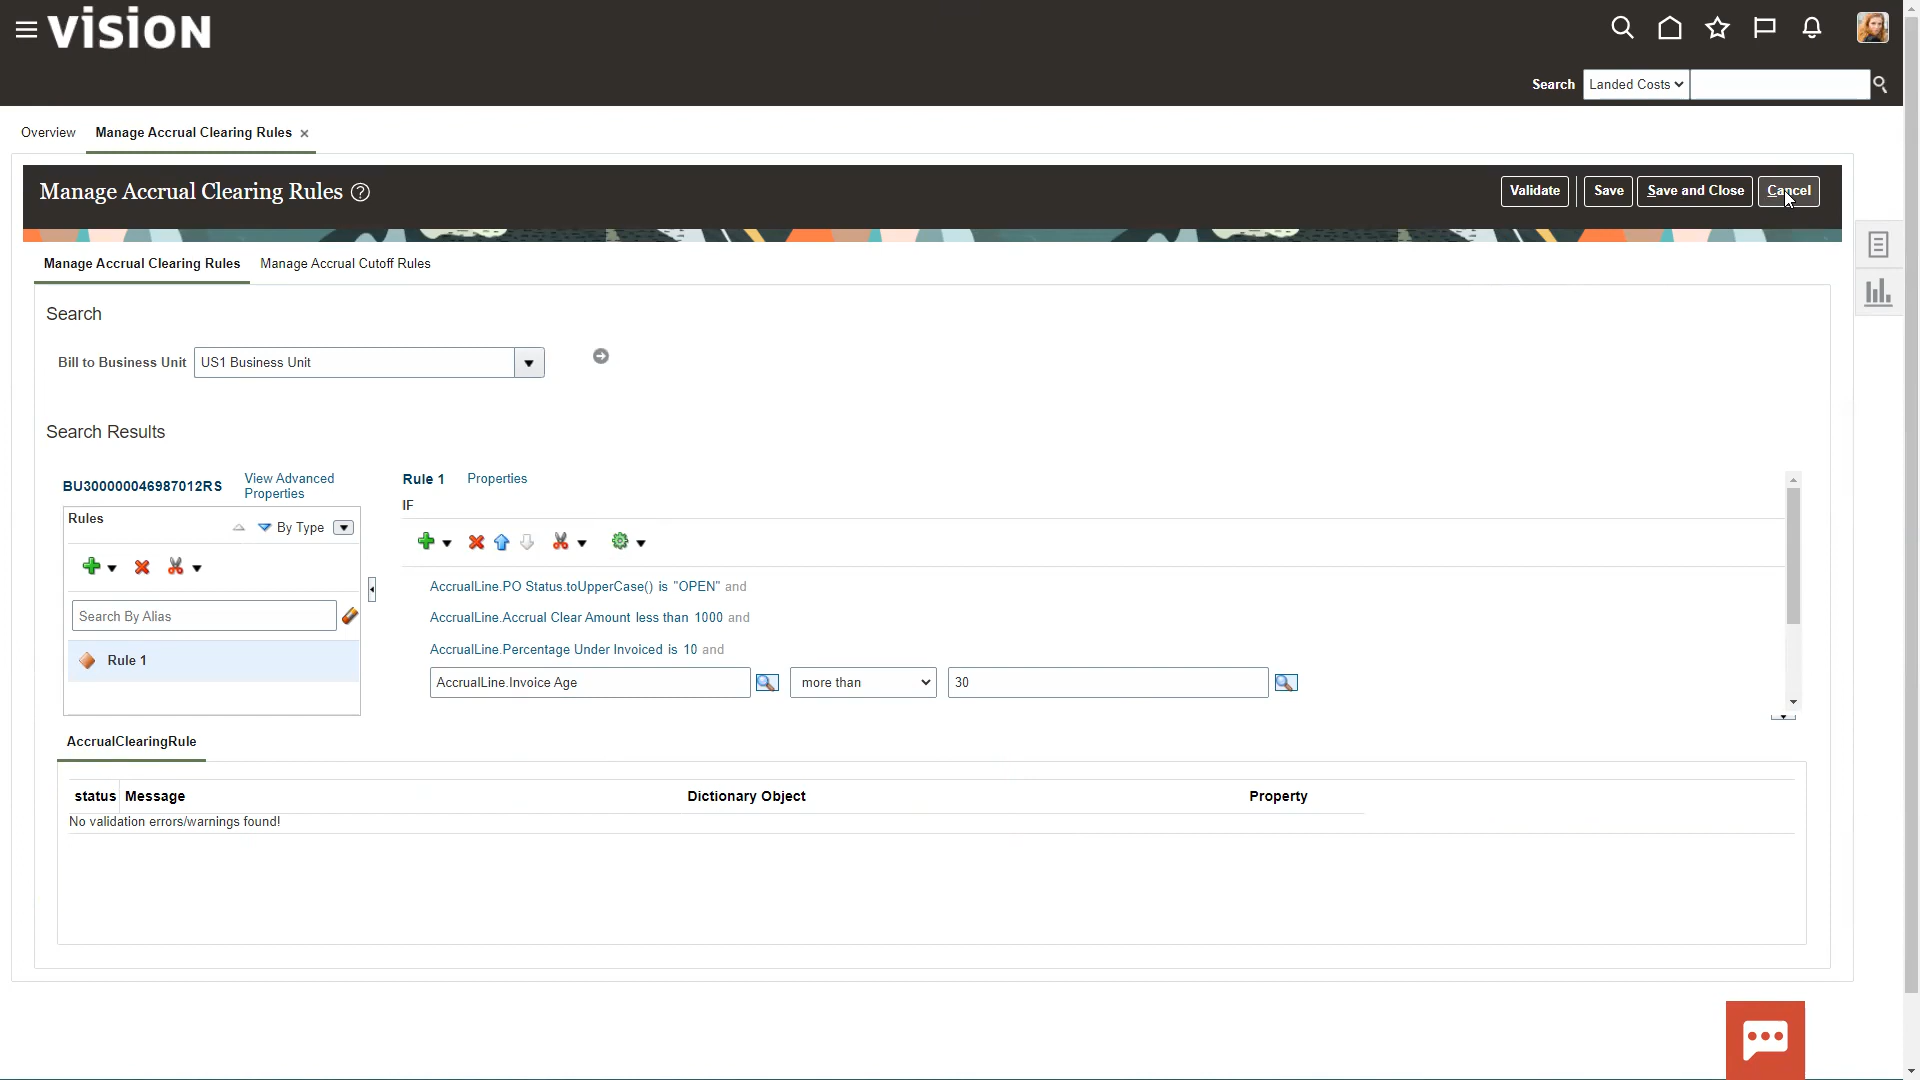 VISION
Search Landed Costs
Overview Manage Accrual Clearing Rules ×
Manage Accrual Clearing Rules ?
Validate Save Save and Close Cancel
Manage Accrual Clearing Rules Manage Accrual Cutoff Rules
Search
Bill to Business Unit US1 Business Unit
Search Results
BU300000046987012RS View Advanced
Properties
Rules
By Type
Search By Alias
Rule 1
Rule 1 Properties
IF
AccrualLine.PO Status.toUpperCase() is "OPEN" and
AccrualLine.Accrual Clear Amount less than 1000 and
AccrualLine.Percentage Under Invoiced is 10 and
AccrualLine.Invoice Age more than 30
AccrualClearingRule
status Message Dictionary Object Property
No validation errors/warnings found!